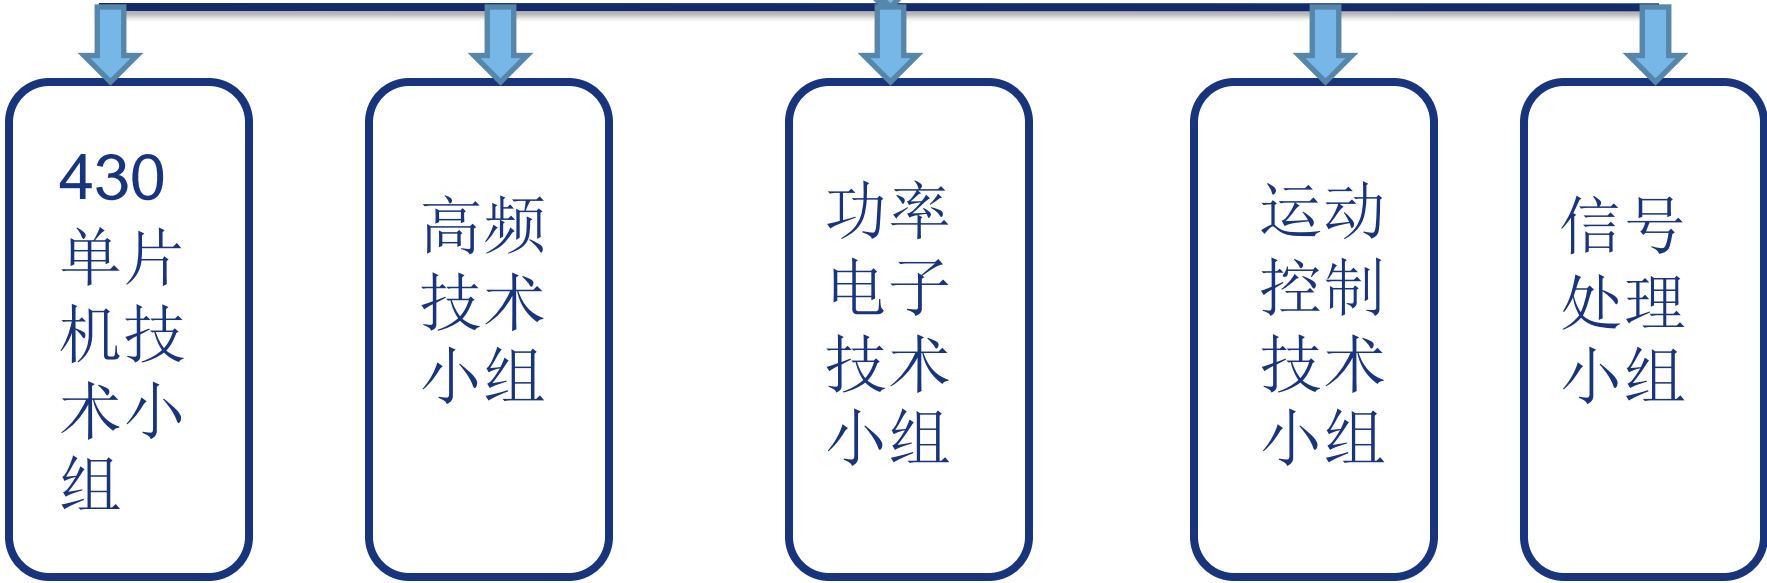 430
单片
机技
术小
组
高频
技术
小组
功率
电子
技术
小组
运动
控制
技术
小组
信号
处理
小组